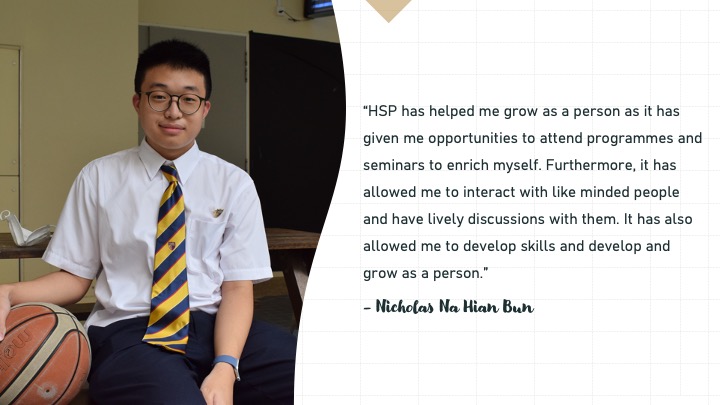 “HSP has helped me grow as a person as it has
given me opportunities to attend programmes and
seminars to enrich myself. Furthermore, it has
allowed me to interact with like minded people
and have lively discussions with them. It has also
allowed me to develop skills and develop and
grow as a person.”
– Nicholas Na Hian Bun